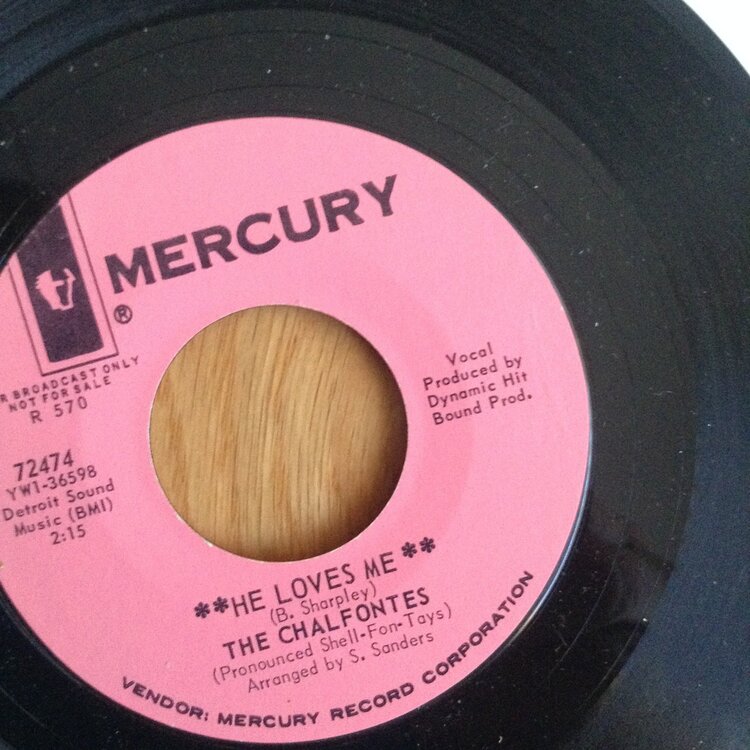 MERCURY
®
R BROADCAST ONLY
NOT FOR SALE
R 570
72474
YW1-36598
Detroit Sound
Music (BMI)
2:15
Vocal
Produced by
Dynamic Hit
Bound Prod.
**HE LOVES ME**
(B. Sharpley)
THE CHALFONTES
(Pronounced Shell-Fon-Tays)
Arranged by S. Sanders
VENDOR: MERCURY RECORD CORPORATION